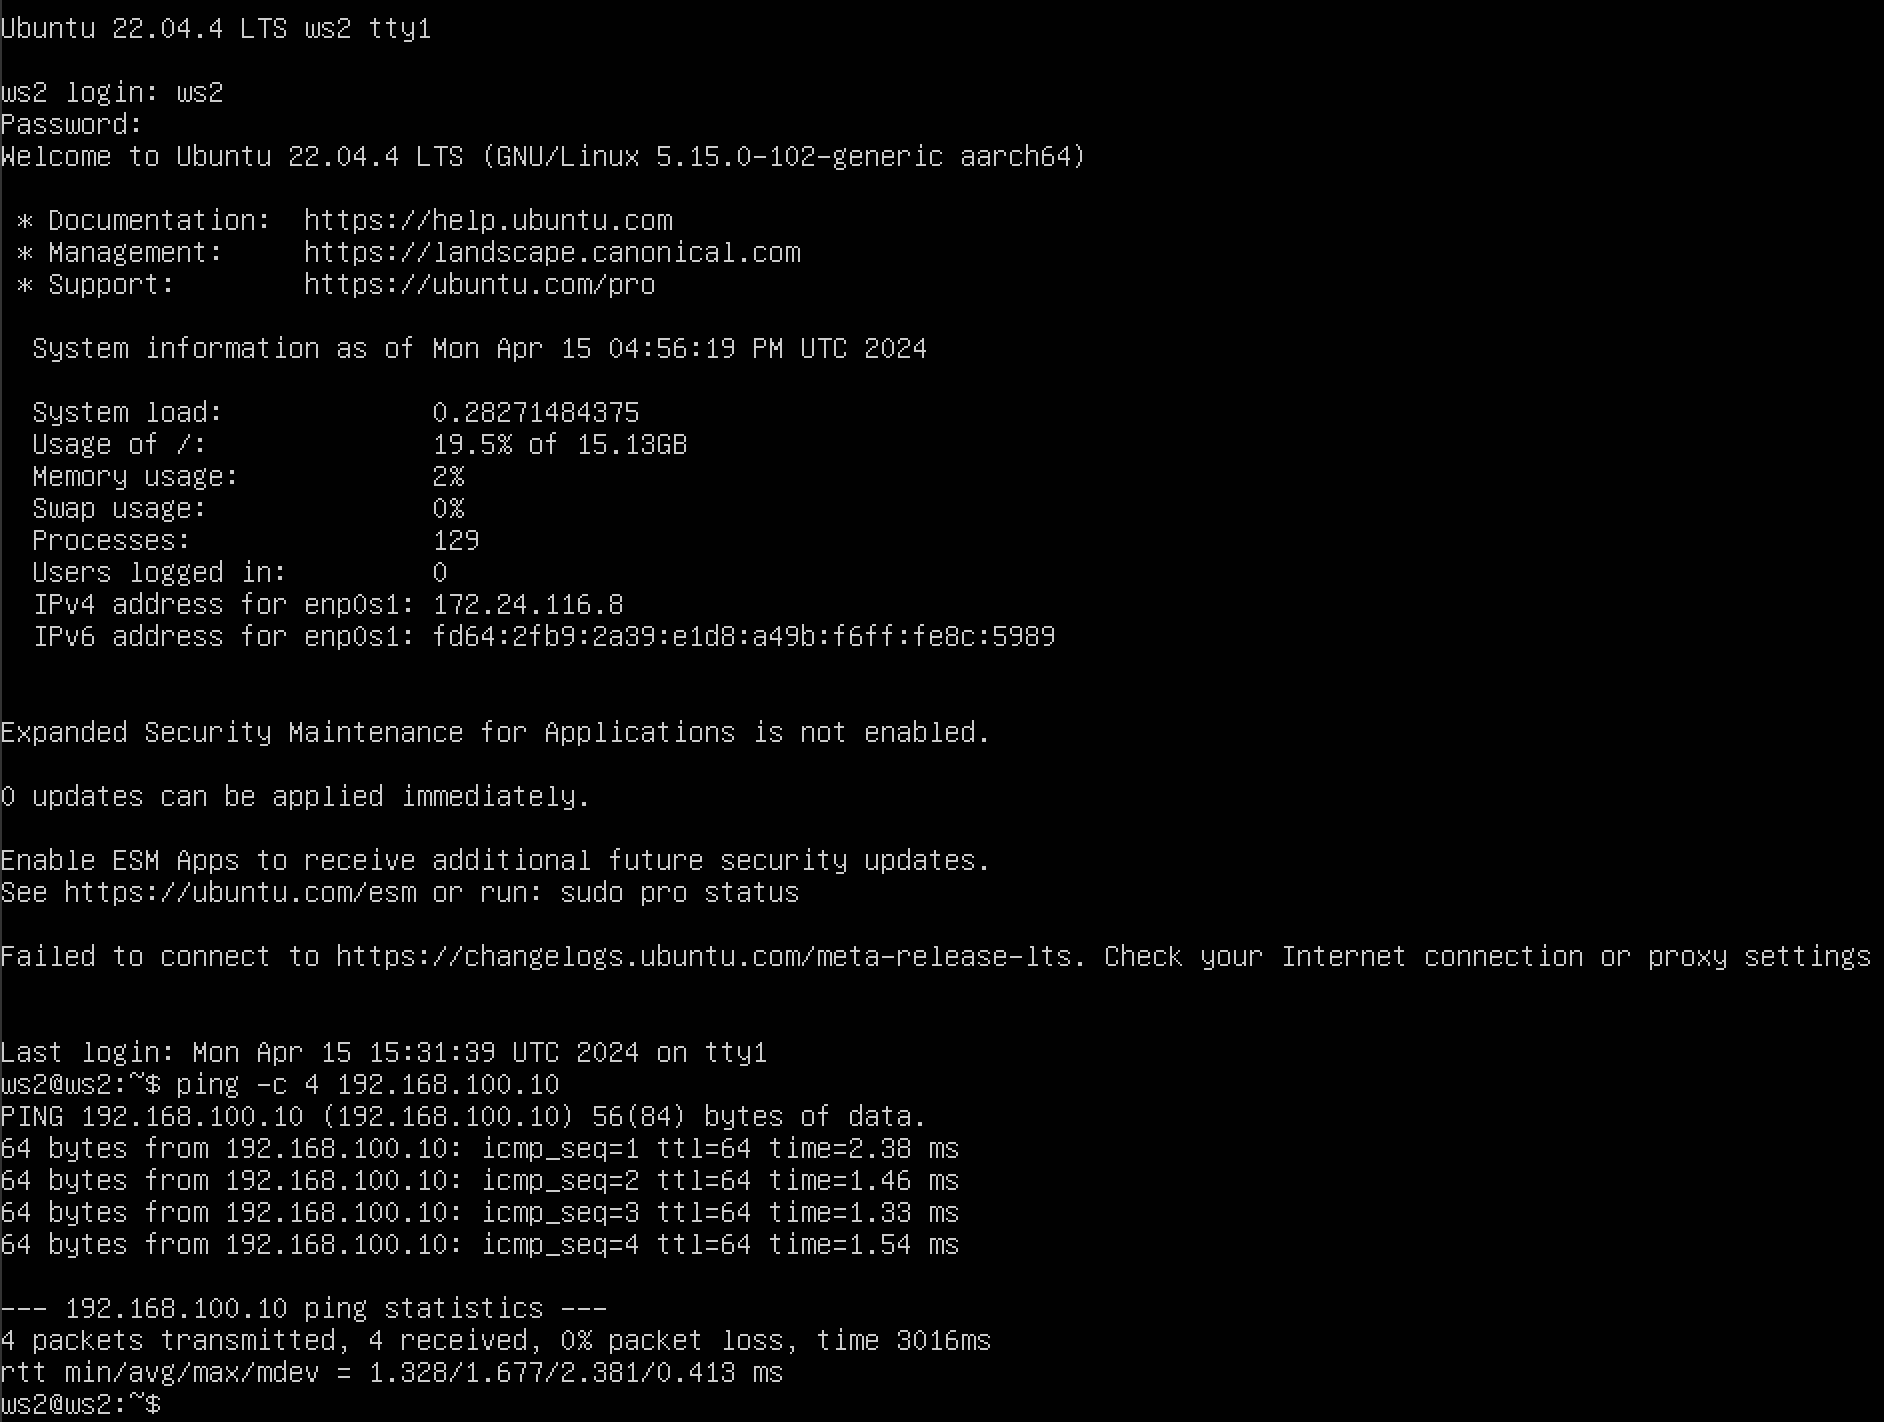 Ubuntu 22.04.4 LTS ws2 tty1
ws2 login: ws2
Password:
Welcome to Ubuntu 22.04.4 LTS (GNU/Linux 5.15.0-102-generic aarch64)
* Documentation:  https://help.ubuntu.com
* Management:     https://landscape.canonical.com
* Support:        https://ubuntu.com/pro
System information as of Mon Apr 15 04:56:19 PM UTC 2024
System load:             0.28271484375
Usage of /:              19.5% of 15.13GB
Memory usage:            2%
Swap usage:              0%
Processes:               129
Users logged in:         0
IPv4 address for enp0s1: 172.24.116.8
IPv6 address for enp0s1: fd64:2fb9:2a39:e1d8:a49b:f6ff:fe8c:5989
Expanded Security Maintenance for Applications is not enabled.
0 updates can be applied immediately.
Enable ESM Apps to receive additional future security updates.
See https://ubuntu.com/esm or run: sudo pro status
Failed to connect to https://changelogs.ubuntu.com/meta-release-lts. Check your Internet connection or proxy settings
Last login: Mon Apr 15 15:31:39 UTC 2024 on tty1
ws2@ws2:~$ ping -c 4 192.168.100.10
PING 192.168.100.10 (192.168.100.10) 56(84) bytes of data.
64 bytes from 192.168.100.10: icmp_seq=1 ttl=64 time=2.38 ms
64 bytes from 192.168.100.10: icmp_seq=2 ttl=64 time=1.46 ms
64 bytes from 192.168.100.10: icmp_seq=3 ttl=64 time=1.33 ms
64 bytes from 192.168.100.10: icmp_seq=4 ttl=64 time=1.54 ms
--- 192.168.100.10 ping statistics ---
4 packets transmitted, 4 received, 0% packet loss, time 3016ms
rtt min/avg/max/mdev = 1.328/1.677/2.381/0.413 ms
ws2@ws2:~$